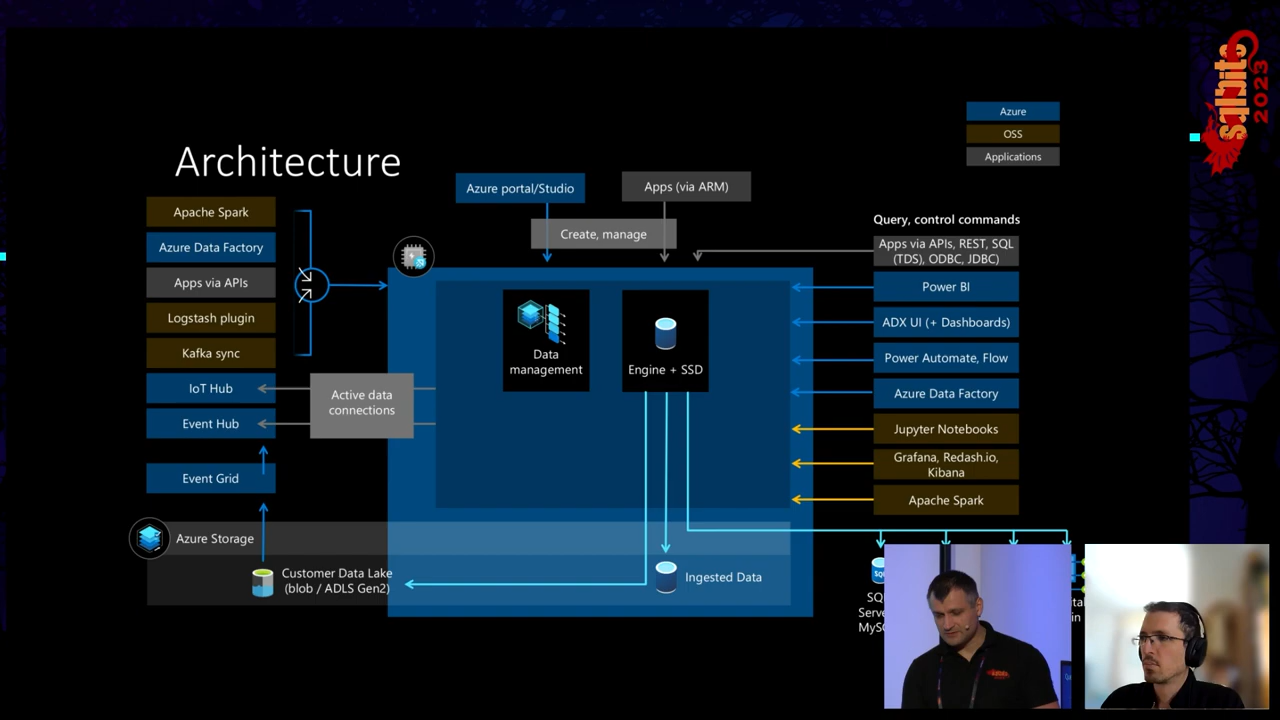 sqlbits
2023
Azure
OSS
Applications
Architecture
Azure portal/Studio
Apps (via ARM)
Create, manage
Apache Spark
Azure Data Factory
Apps via APIs
Logstash plugin
Kafka sync
IoT Hub
Event Hub
Event Grid
Active data
connections
Data
management
Engine + SSD
Query, control commands
Apps via APIs, REST, SQL
(TDS), ODBC, JDBC)
Power BI
ADX UI (+ Dashboards)
Power Automate, Flow
Azure Data Factory
Jupyter Notebooks
Grafana, Redash.io,
Kibana
Apache Spark
Azure Storage
Customer Data Lake
(blob / ADLS Gen2)
Ingested Data
SQL